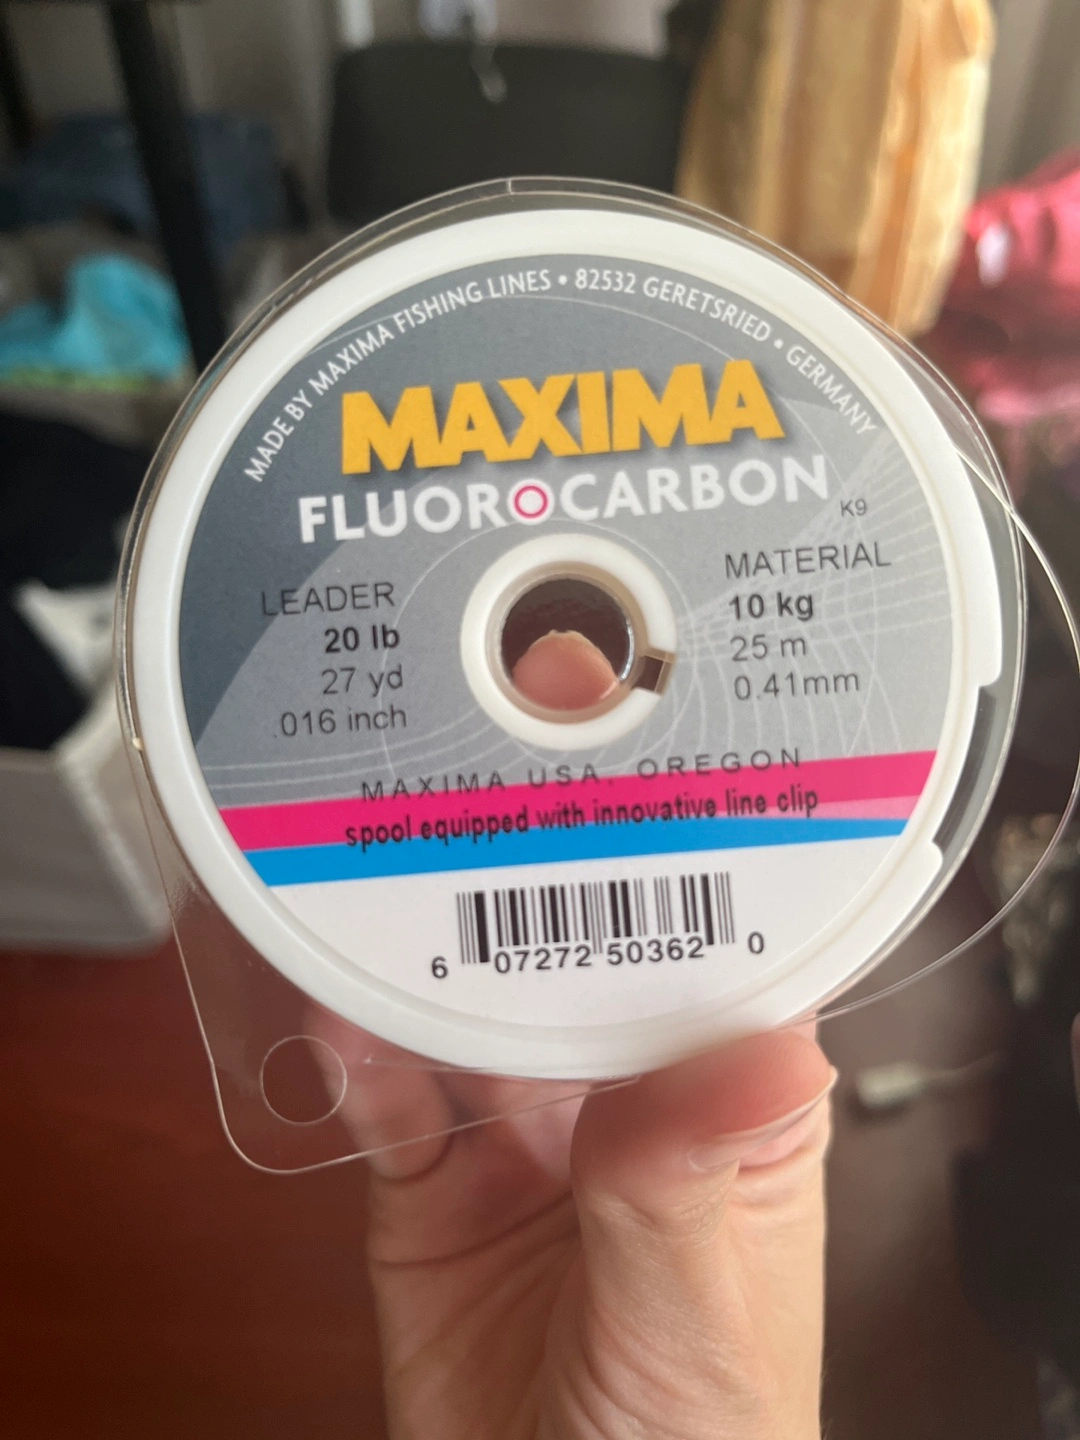 MADE BY MAXIMA FISHING LINES • 82532 GERETSRIED • GERMANY
MAXIMA
FLUOROCARBON
K9
LEADER
20 lb
27 yd
.016 inch
MATERIAL
10 kg
25 m
0.41mm
MAXIMA USA, OREGON
spool equipped with innovative line clip
6 07272 50362 0